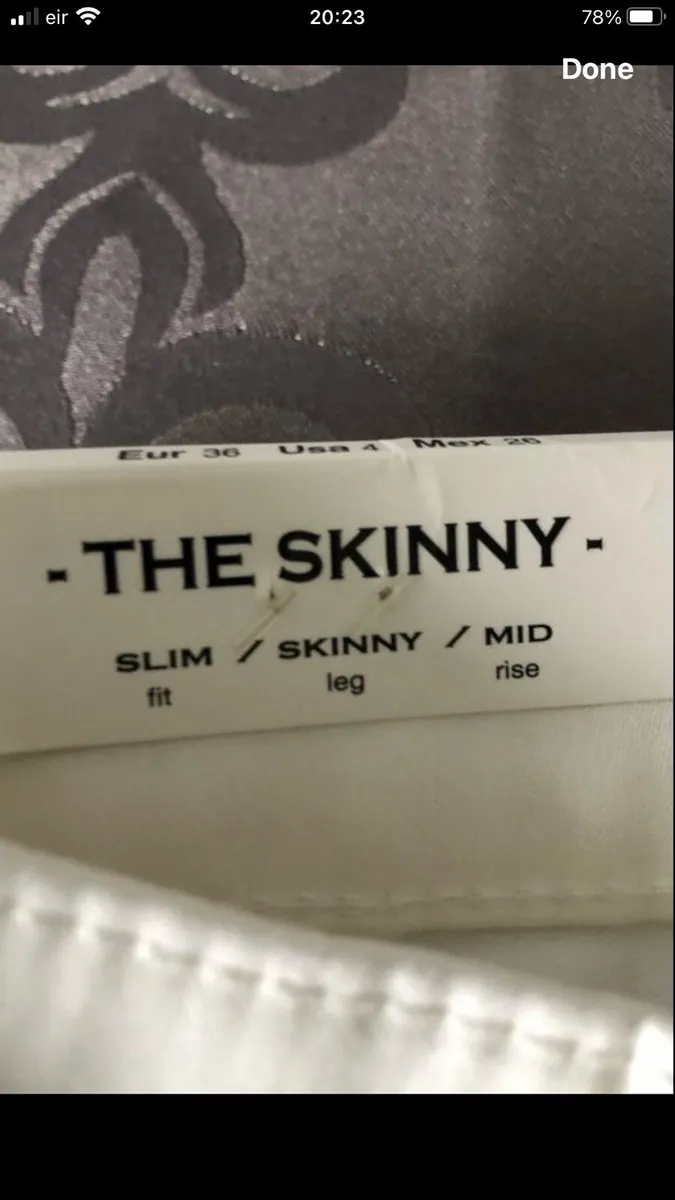 eir 20:23 78%
Done
Eur 36 Usa 4 Mex 26
- THE SKINNY -
SLIM / SKINNY / MID
fit leg rise